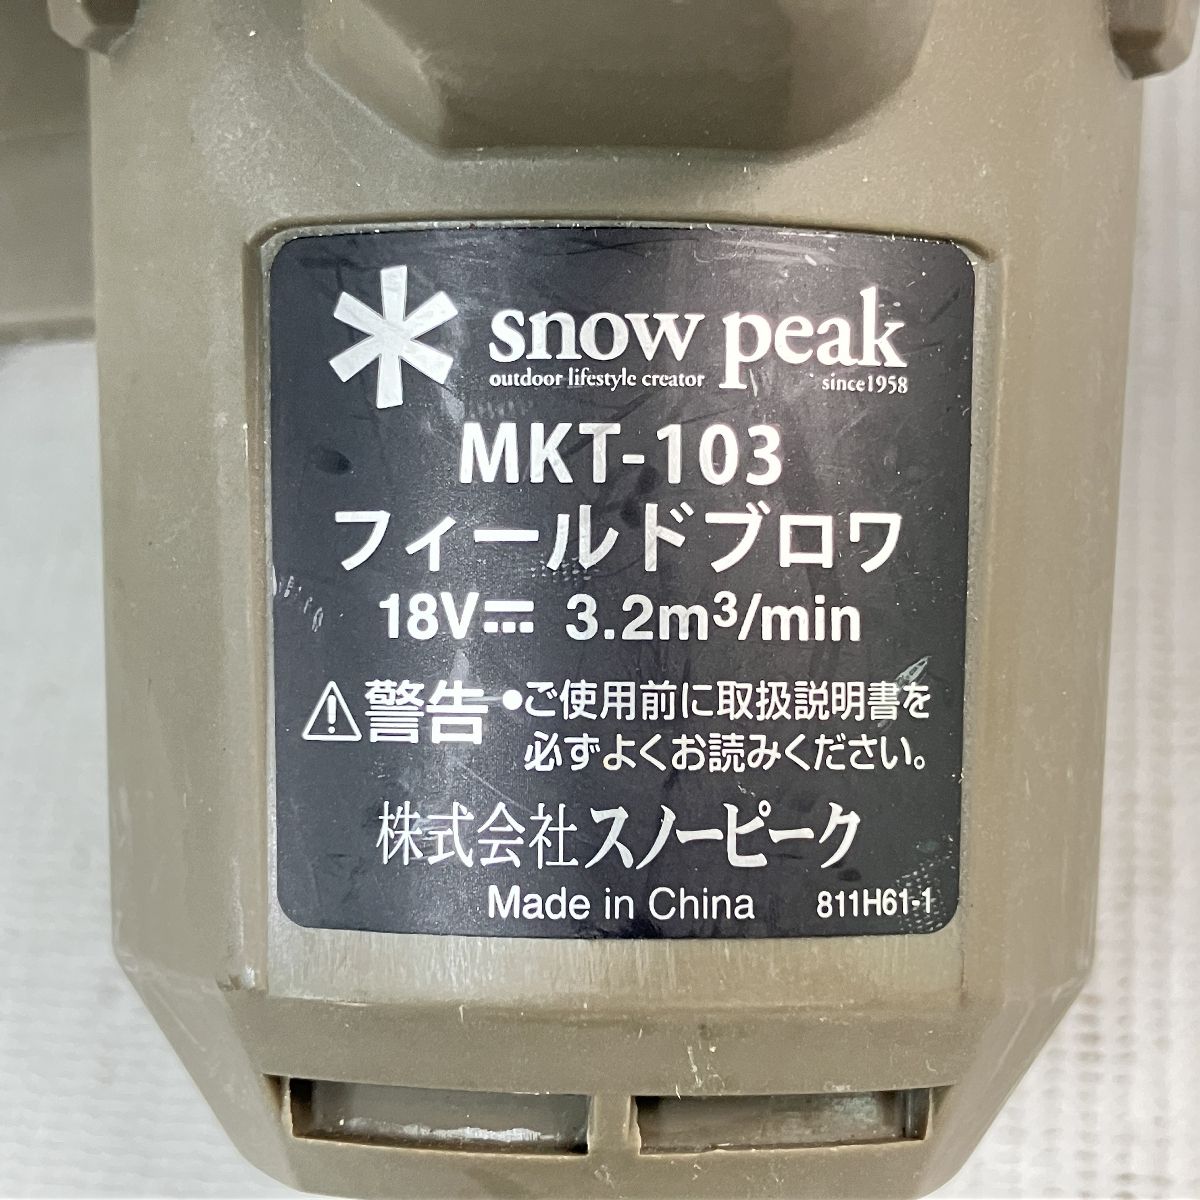 snow peak
outdoor lifestyle creator since1958
MKT-103
フィールドブロワ
18V⎓ 3.2m³/min
⚠警告 ●ご使用前に取扱説明書を
必ずよくお読みください。
株式会社スノーピーク
Made in China 811H61-1